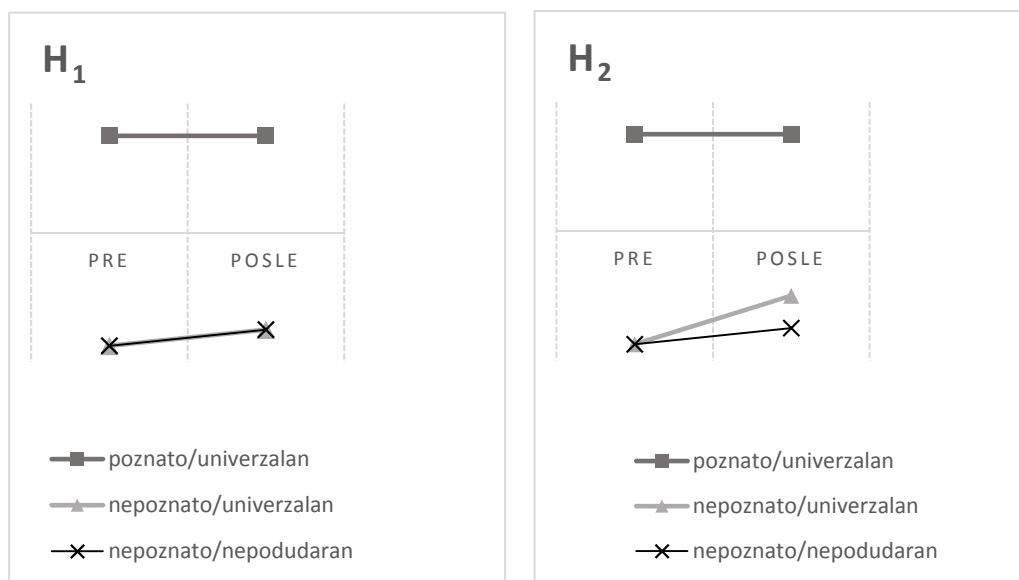 H1
PRE POSLE
poznato/univerzalan
nepoznato/univerzalan
nepoznato/nepodudaran
H2
PRE POSLE
poznato/univerzalan
nepoznato/univerzalan
nepoznato/nepodudaran